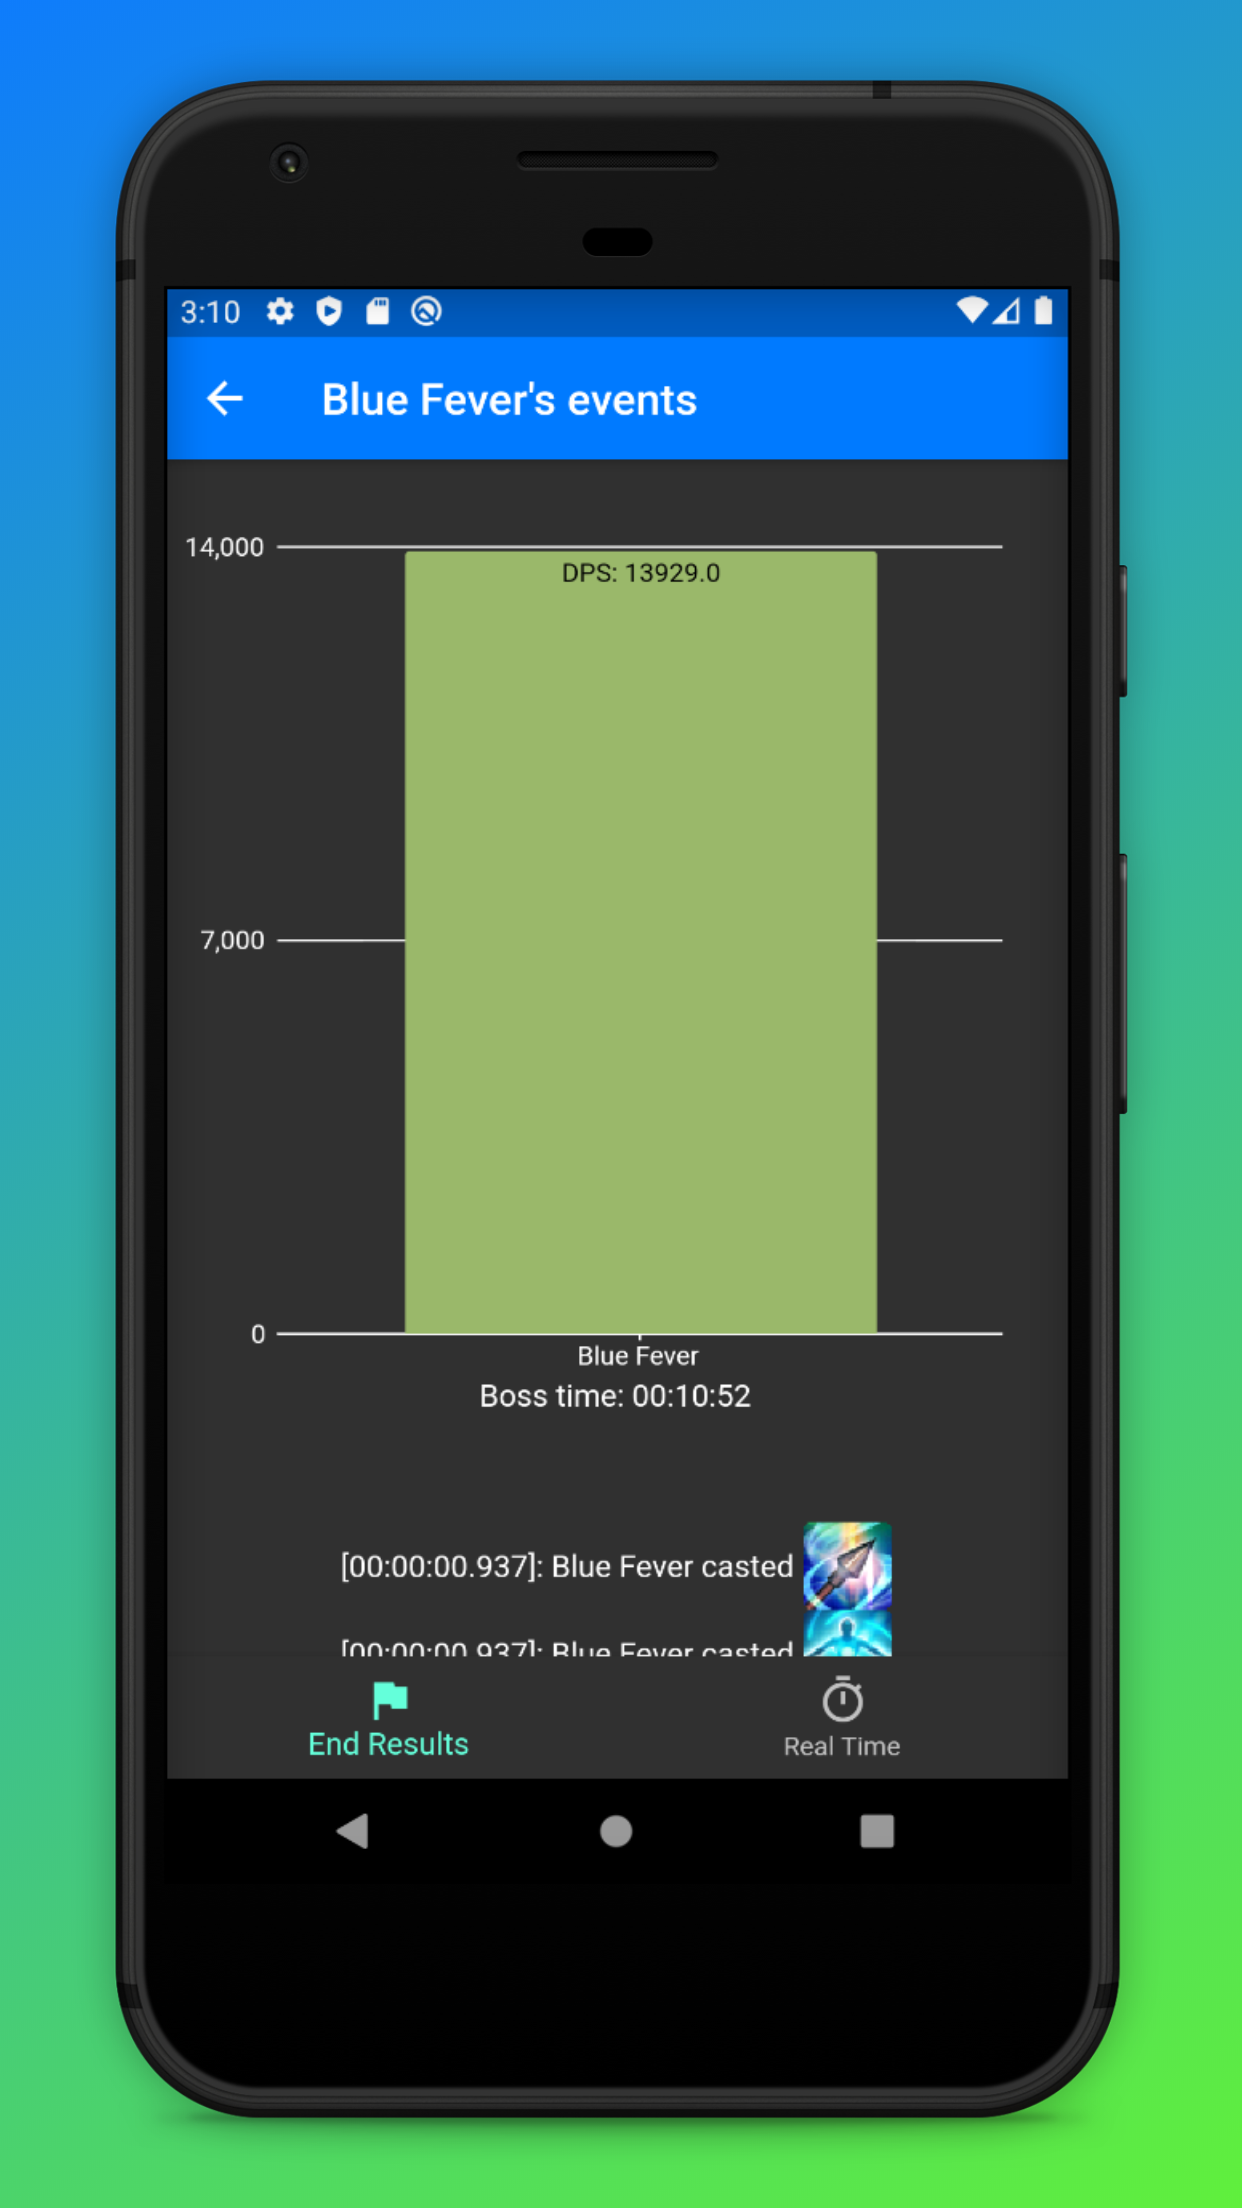 3:10
Blue Fever's events
14,000
DPS: 13929.0
7,000
0
Blue Fever
Boss time: 00:10:52
[00:00:00.937]: Blue Fever casted
[00:00:00.937]: Blue Fever casted
End Results
Real Time